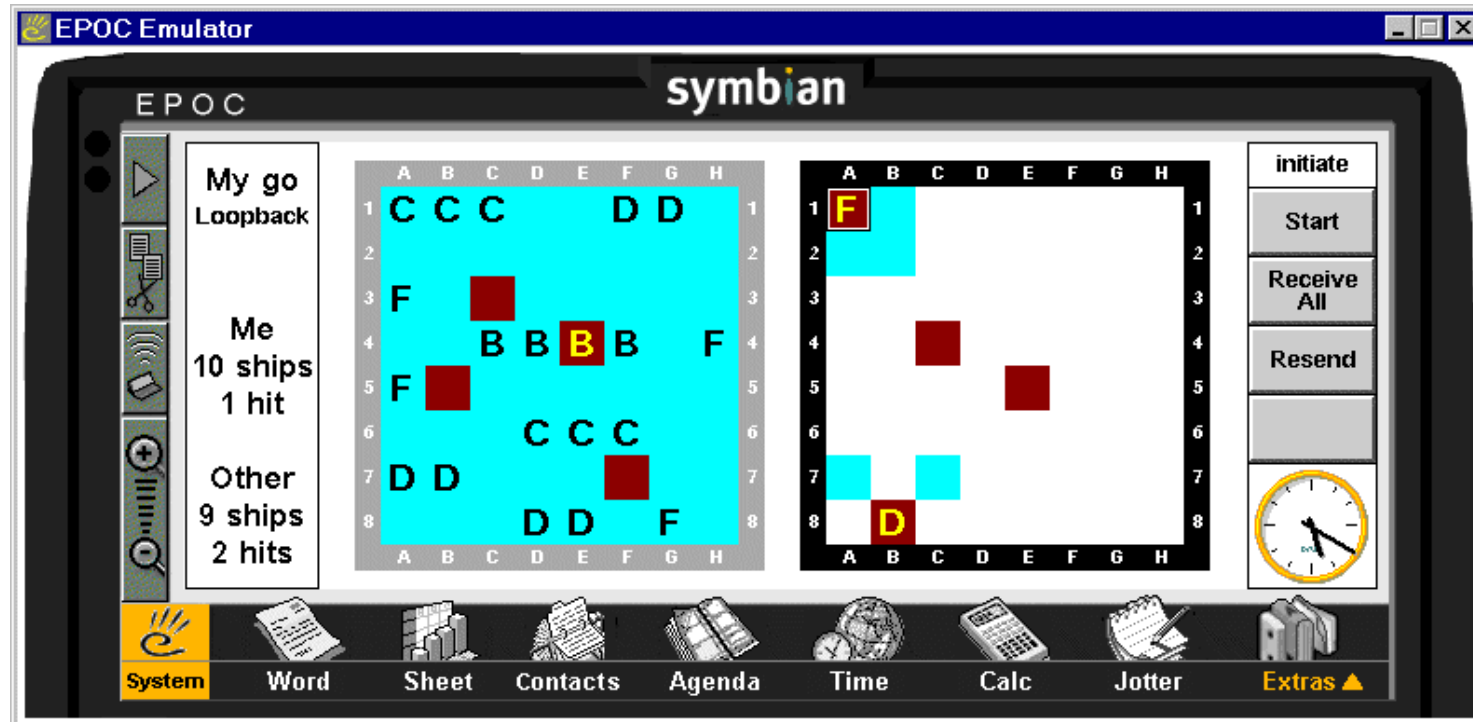 EPOC Emulator
symbian
EPOC
My go
Loopback
Me
10 ships
1 hit
Other
9 ships
2 hits
A B C D E F G H
1 C C C D D 1
2 2
3 F 3
4 B B B B F 4
5 F 5
6 C C C 6
7 D D 7
8 D D F 8
A B C D E F G H
A B C D E F G H
1 F 1
2 2
3 3
4 4
5 5
6 6
7 7
8 D 8
A B C D E F G H
initiate
Start
Receive
All
Resend
System Word Sheet Contacts Agenda Time Calc Jotter Extras ▲